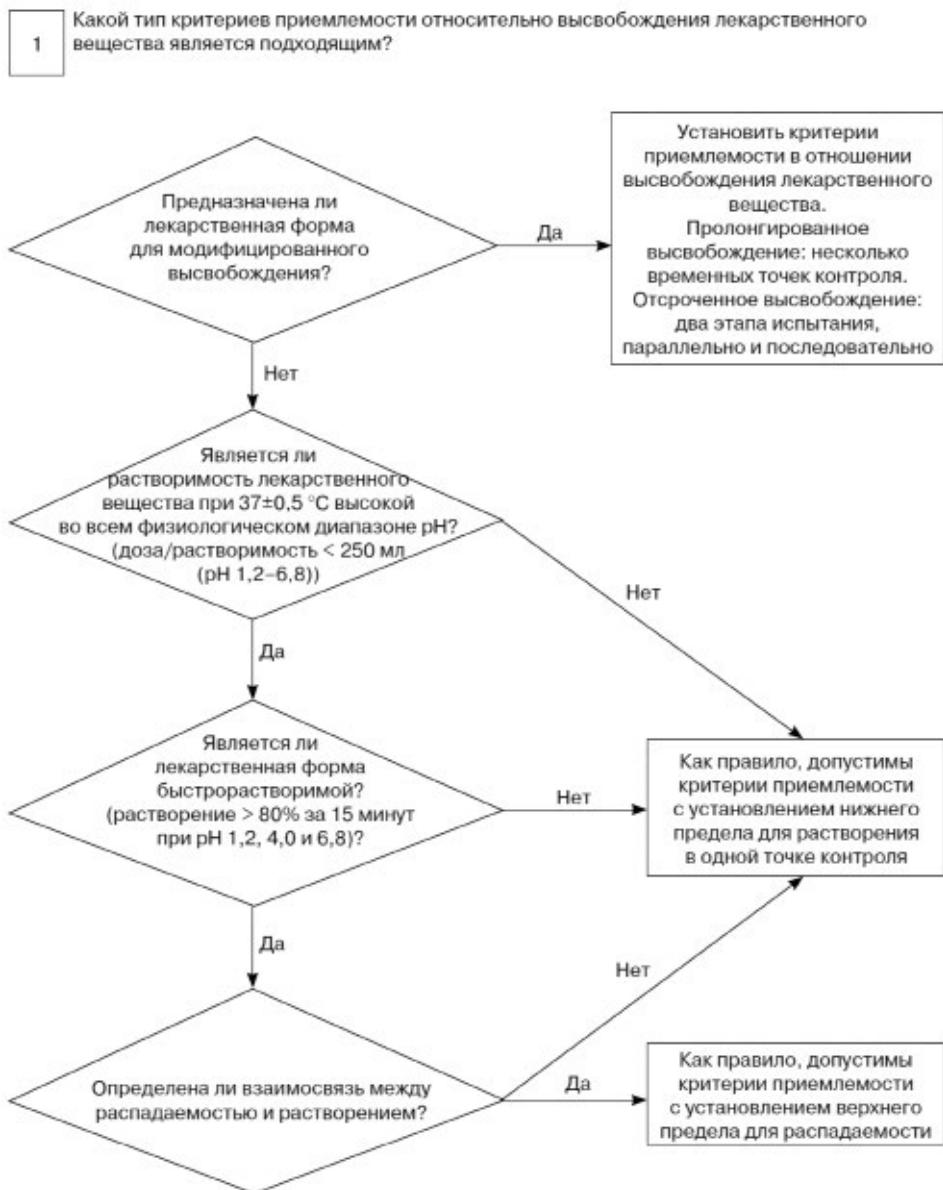 1
Какой тип критериев приемлемости относительно высвобождения лекарственного
вещества является подходящим?
Предназначена ли
лекарственная форма
для модифицированного
высвобождения?
Да
Установить критерии
приемлемости в отношении
высвобождения лекарственного
вещества.
Пролонгированное
высвобождение: несколько
временных точек контроля.
Отсроченное высвобождение:
два этапа испытания,
параллельно и последовательно
Нет
Является ли
растворимость лекарственного
вещества при 37±0,5 °C высокой
во всем физиологическом диапазоне pH?
(доза/растворимость < 250 мл
(pH 1,2–6,8))
Нет
Да
Является ли
лекарственная форма
быстрорастворимой?
(растворение > 80% за 15 минут
при pH 1,2, 4,0 и 6,8)?
Нет
Как правило, допустимы
критерии приемлемости
с установлением нижнего
предела для растворения
в одной точке контроля
Да
Нет
Определена ли взаимосвязь между
распадаемостью и растворением?
Да
Как правило, допустимы
критерии приемлемости
с установлением верхнего
предела для распадаемости